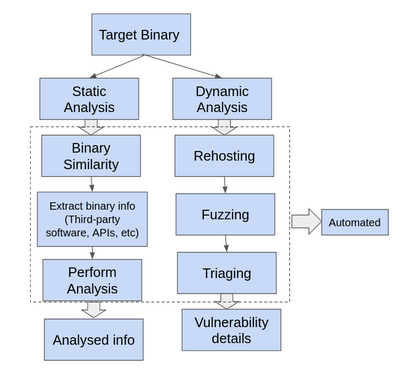 Target Binary
Static
Analysis
Dynamic
Analysis
Binary
Similarity
Rehosting
Extract binary info
(Third-party
software, APIs, etc)
Fuzzing
Automated
Perform
Analysis
Triaging
Analysed info
Vulnerability
details